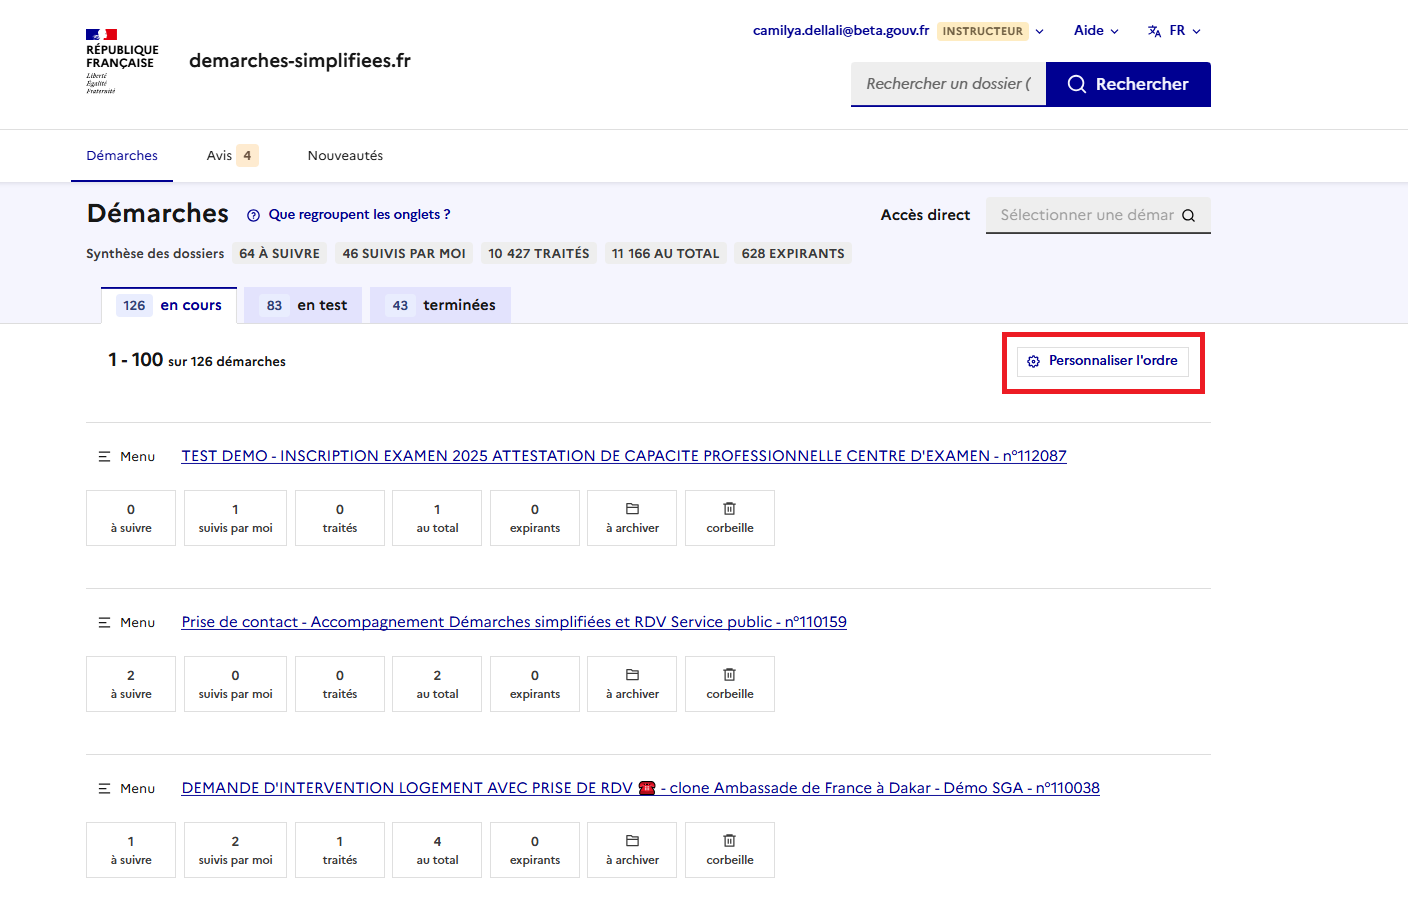 RÉPUBLIQUE
FRANÇAISE
Liberté
Égalité
Fraternité
demarches-simplifiees.fr
camilya.dellali@beta.gouv.fr INSTRUCTEUR Aide FR
Rechercher un dossier ( Rechercher
Démarches Avis 4 Nouveautés
Démarches Que regroupent les onglets ? Accès direct Sélectionner une démar
Synthèse des dossiers 64 À SUIVRE 46 SUIVIS PAR MOI 10 427 TRAITÉS 11 166 AU TOTAL 628 EXPIRANTS
126 en cours 83 en test 43 terminées
1 - 100 sur 126 démarches Personnaliser l'ordre
Menu TEST DEMO - INSCRIPTION EXAMEN 2025 ATTESTATION DE CAPACITE PROFESSIONNELLE CENTRE D'EXAMEN - n°112087
0 1 0 1 0
à suivre suivis par moi traités au total expirants à archiver corbeille
Menu Prise de contact - Accompagnement Démarches simplifiées et RDV Service public - n°110159
2 0 0 2 0
à suivre suivis par moi traités au total expirants à archiver corbeille
Menu DEMANDE D'INTERVENTION LOGEMENT AVEC PRISE DE RDV ☎️ - clone Ambassade de France à Dakar - Démo SGA - n°110038
1 2 1 4 0
à suivre suivis par moi traités au total expirants à archiver corbeille